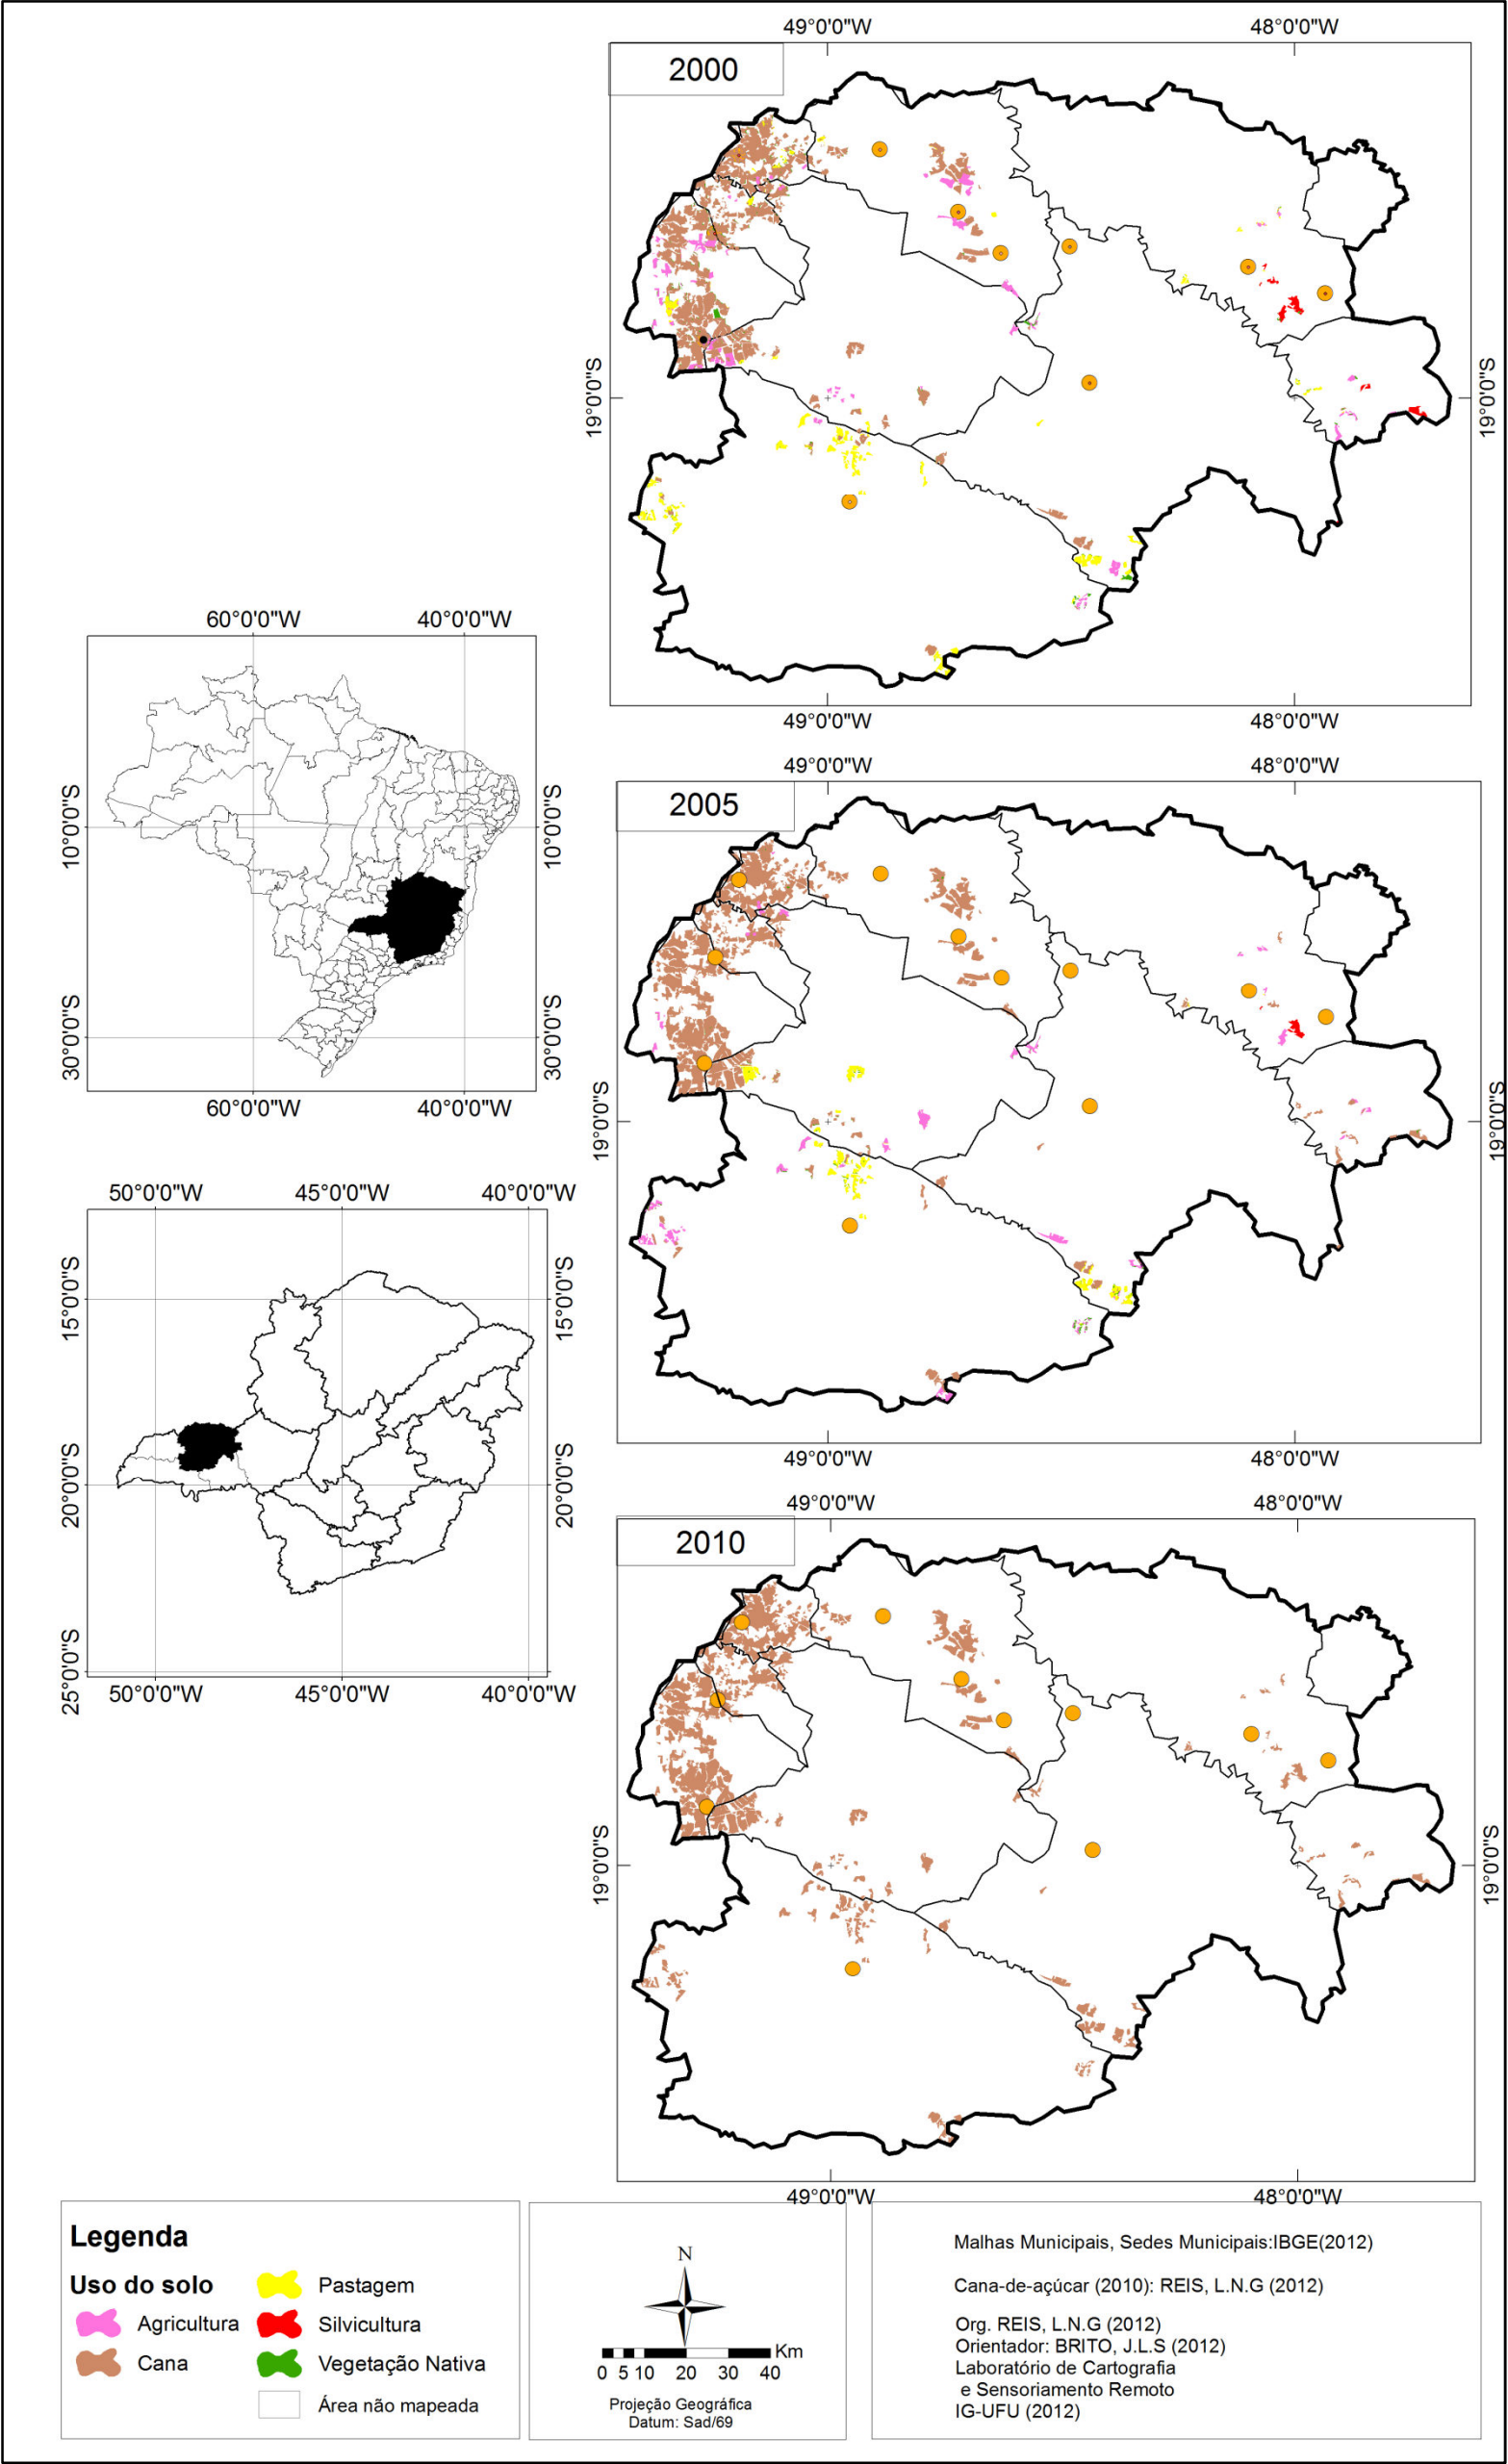 49°0'0"W 48°0'0"W
2000
19°0'0"S 19°0'0"S
49°0'0"W 48°0'0"W
60°0'0"W 40°0'0"W
10°0'0"S 10°0'0"S
30°0'0"S 30°0'0"S
60°0'0"W 40°0'0"W
49°0'0"W 48°0'0"W
2005
19°0'0"S 19°0'0"S
49°0'0"W 48°0'0"W
50°0'0"W 45°0'0"W 40°0'0"W
15°0'0"S 15°0'0"S
20°0'0"S 20°0'0"S
25°0'0"S
50°0'0"W 45°0'0"W 40°0'0"W
49°0'0"W 48°0'0"W
2010
19°0'0"S 19°0'0"S
49°0'0"W 48°0'0"W
Legenda
Uso do solo
Agricultura
Cana
Pastagem
Silvicultura
Vegetação Nativa
Área não mapeada
N
Km
0 5 10 20 30 40
Projeção Geográfica
Datum: Sad/69
Malhas Municipais, Sedes Municipais:IBGE(2012)
Cana-de-açúcar (2010): REIS, L.N.G (2012)
Org. REIS, L.N.G (2012)
Orientador: BRITO, J.L.S (2012)
Laboratório de Cartografia
e Sensoriamento Remoto
IG-UFU (2012)